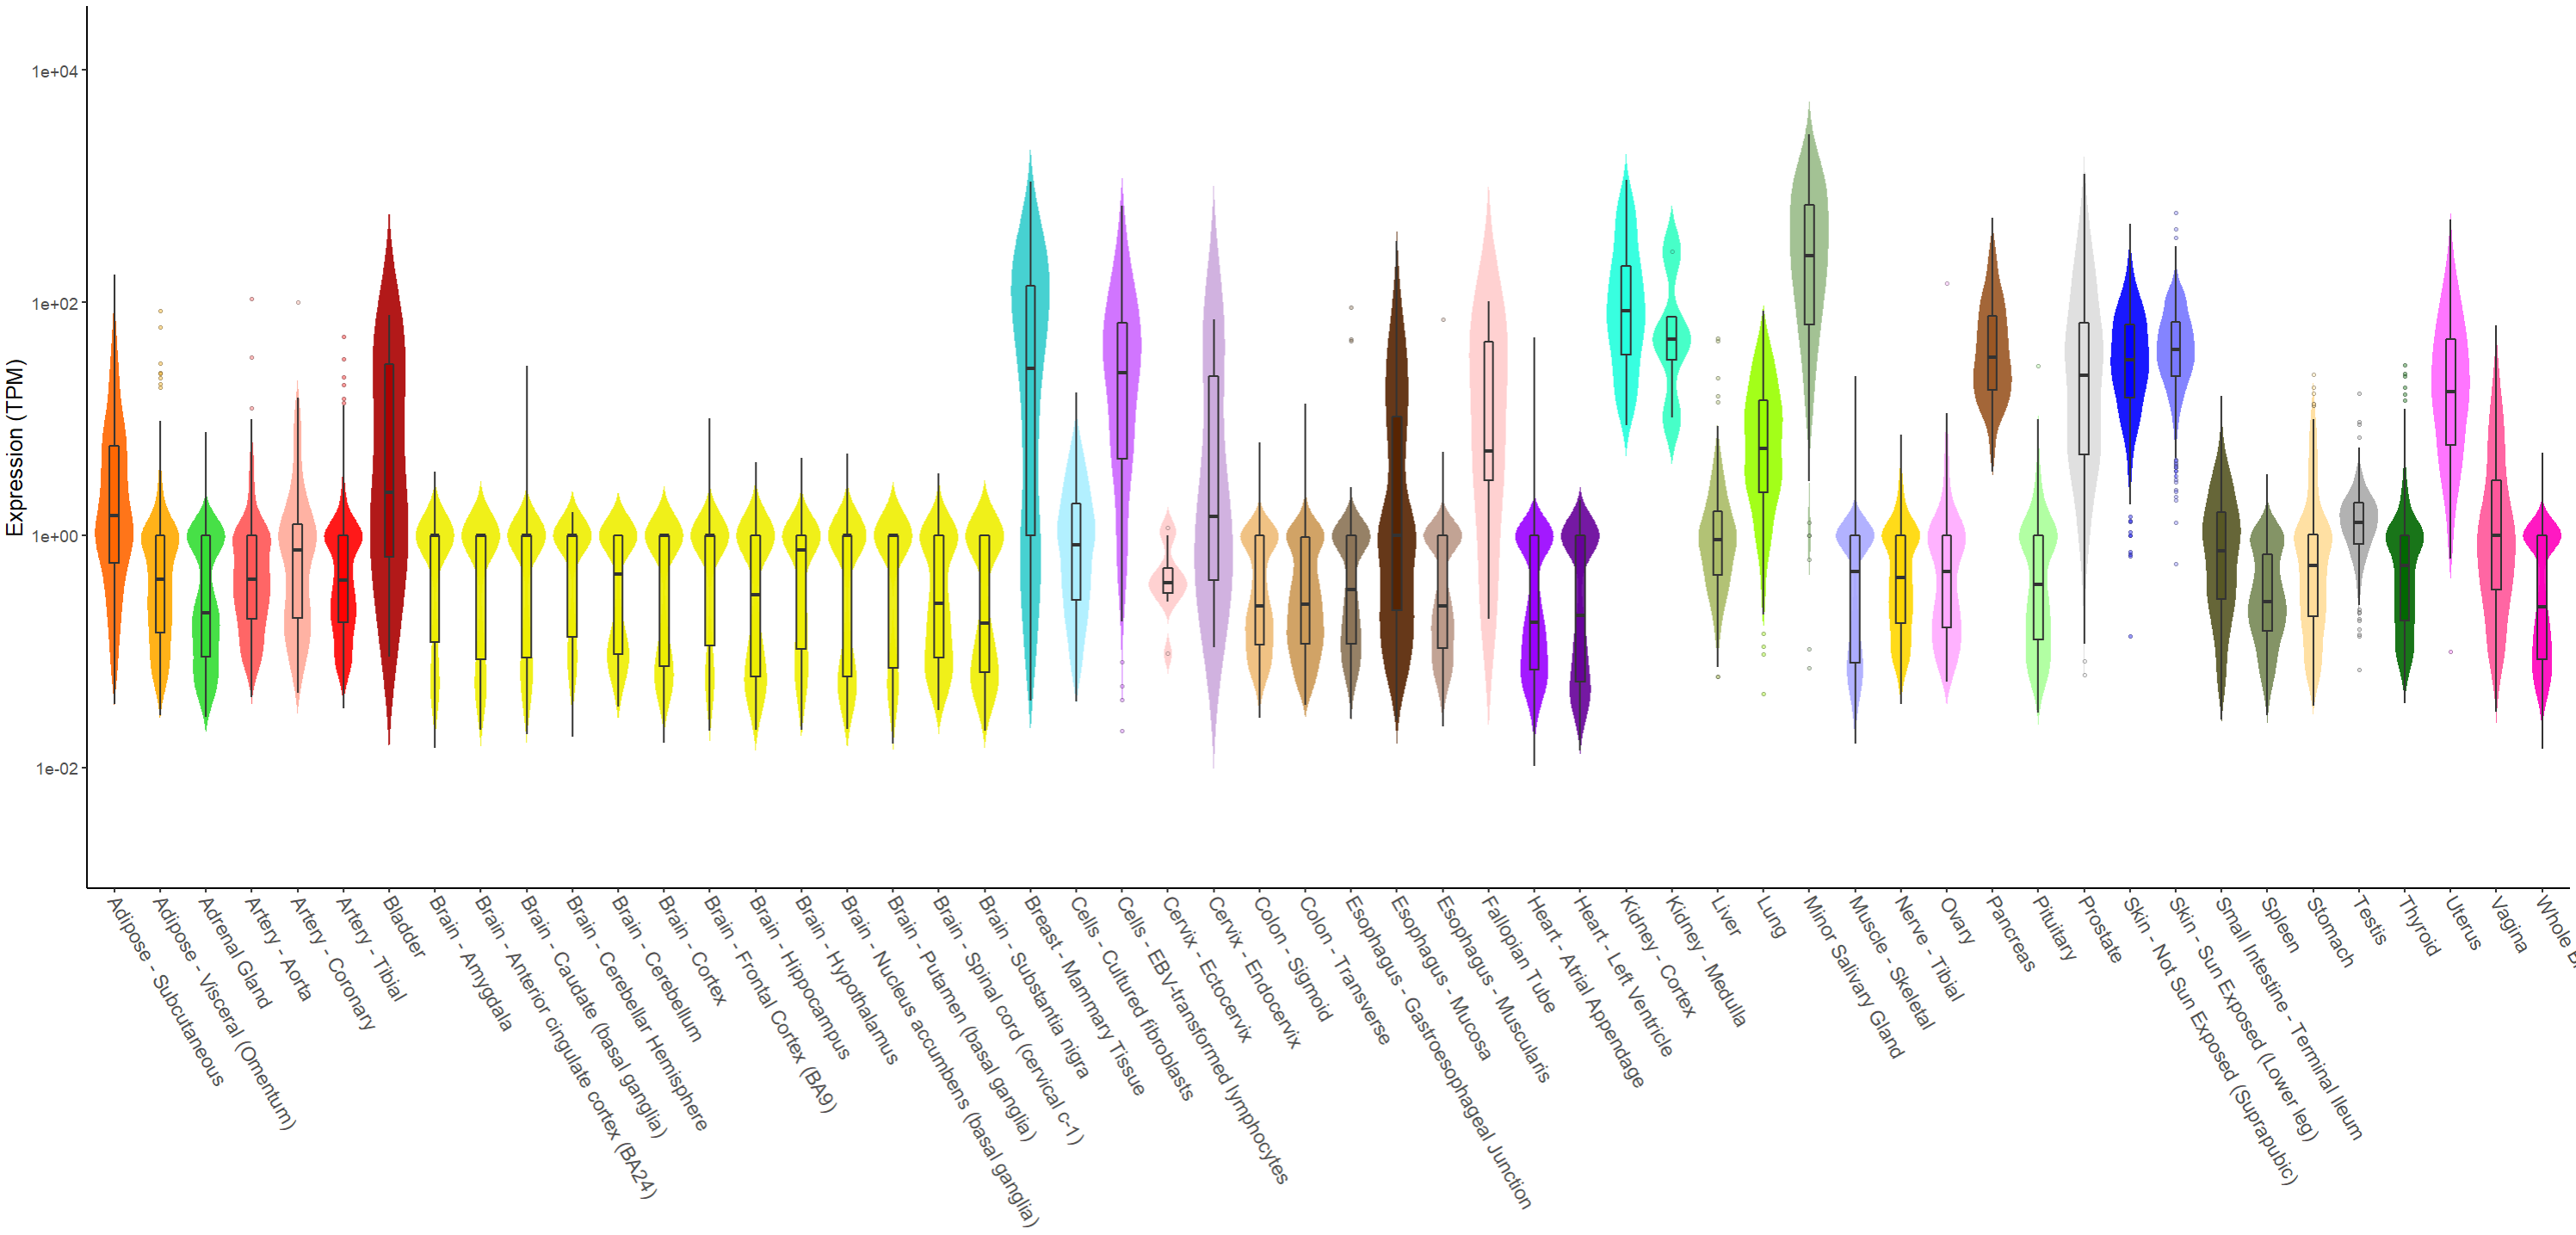 Expression (TPM)
1e+04
1e+02
1e+00
1e-02
Adipose - Subcutaneous
Adipose - Visceral (Omentum)
Adrenal Gland
Artery - Aorta
Artery - Coronary
Artery - Tibial
Bladder
Brain - Amygdala
Brain - Anterior cingulate cortex (BA24)
Brain - Caudate (basal ganglia)
Brain - Cerebellar Hemisphere
Brain - Cerebellum
Brain - Cortex
Brain - Frontal Cortex (BA9)
Brain - Hippocampus
Brain - Hypothalamus
Brain - Nucleus accumbens (basal ganglia)
Brain - Putamen (basal ganglia)
Brain - Spinal cord (cervical c-1)
Brain - Substantia nigra
Breast - Mammary Tissue
Cells - Cultured fibroblasts
Cells - EBV-transformed lymphocytes
Cervix - Ectocervix
Cervix - Endocervix
Colon - Sigmoid
Colon - Transverse
Esophagus - Gastroesophageal Junction
Esophagus - Mucosa
Esophagus - Muscularis
Fallopian Tube
Heart - Atrial Appendage
Heart - Left Ventricle
Kidney - Cortex
Kidney - Medulla
Liver
Lung
Minor Salivary Gland
Muscle - Skeletal
Nerve - Tibial
Ovary
Pancreas
Pituitary
Prostate
Skin - Not Sun Exposed (Suprapubic)
Skin - Sun Exposed (Lower leg)
Small Intestine - Terminal Ileum
Spleen
Stomach
Testis
Thyroid
Uterus
Vagina
Whole